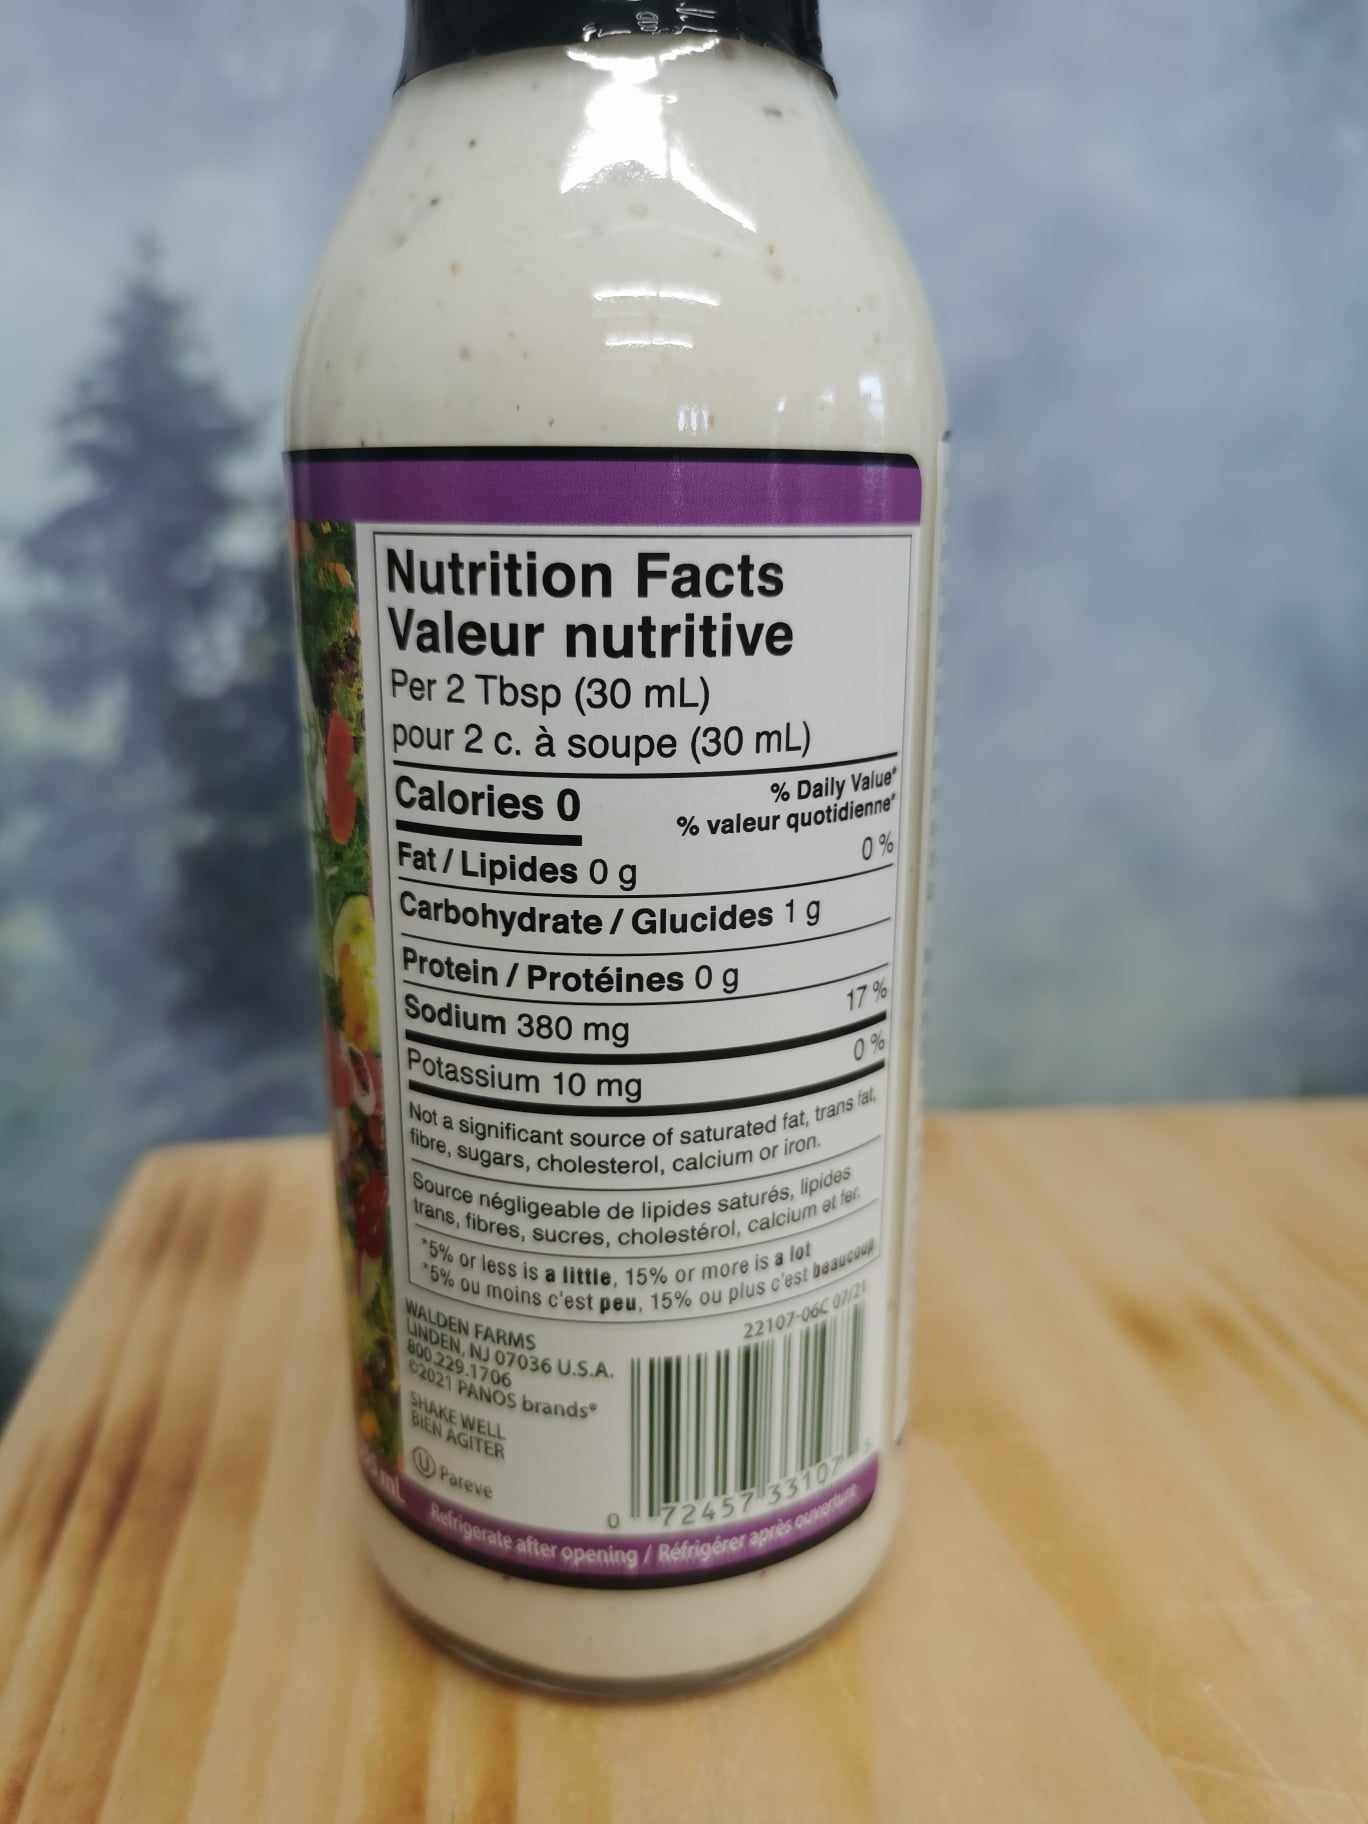 Nutrition Facts
Valeur nutritive
Per 2 Tbsp (30 mL)
pour 2 c. à soupe (30 mL)
% Daily Value*
Calories 0
% valeur quotidienne*
Fat / Lipides 0 g 0 %
Carbohydrate / Glucides 1 g
Protein / Protéines 0 g
Sodium 380 mg 17 %
Potassium 10 mg 0 %
Not a significant source of saturated fat, trans fat,
fibre, sugars, cholesterol, calcium or iron.
Source négligeable de lipides saturés, lipides
trans, fibres, sucres, cholestérol, calcium et fer.
*5% or less is a little, 15% or more is a lot
*5% ou moins c'est peu, 15% ou plus c'est beaucoup
22107-06C 07/21
WALDEN FARMS
LINDEN, NJ 07036 U.S.A.
800.229.1706
©2021 PANOS brands®
SHAKE WELL
BIEN AGITER
U Pareve
0 72457 33107
mL
Refrigerate after opening / Réfrigérer après ouverture